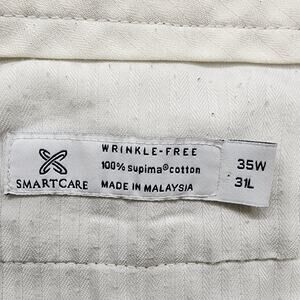 WRINKLE-FREE
100% supima® cotton
SMARTCARE
MADE IN MALAYSIA
35W
31L